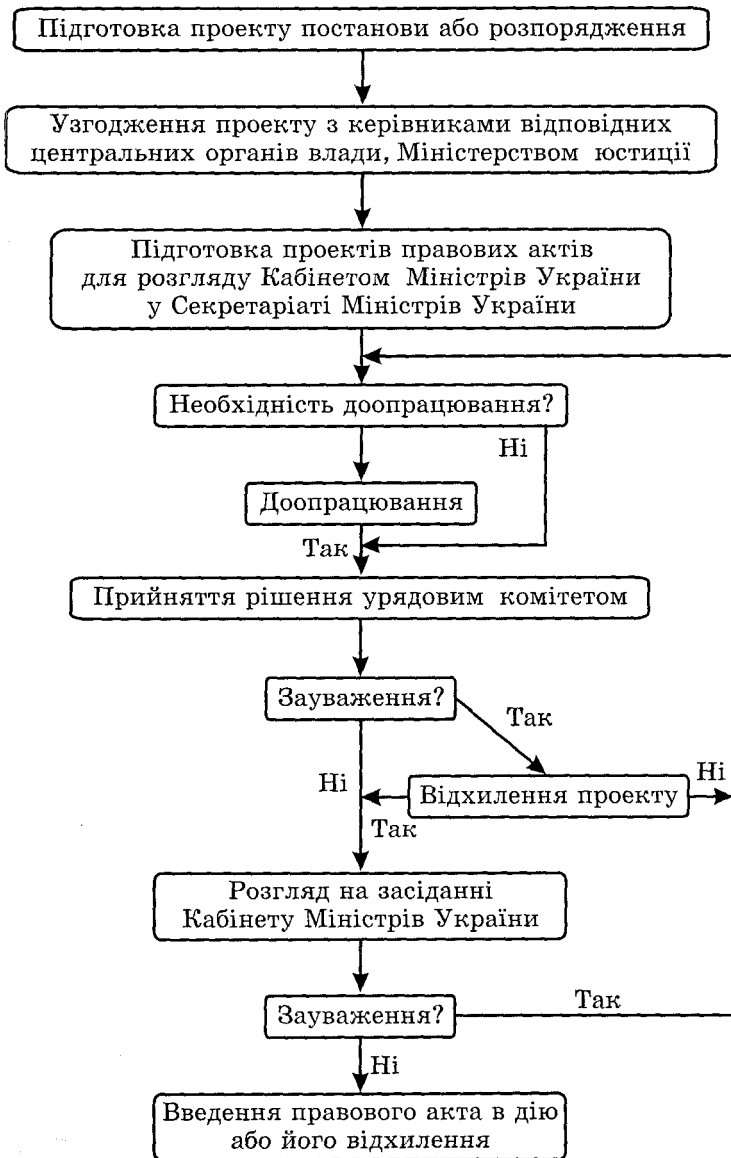 Підготовка проекту постанови або розпорядження
Узгодження проекту з керівниками відповідних
центральних органів влади, Міністерством юстиції
Підготовка проектів правових актів
для розгляду Кабінетом Міністрів України
у Секретаріаті Міністрів України
Необхідність доопрацювання?
Ні
Доопрацювання
Так
Прийняття рішення урядовим комітетом
Зауваження?
Так
Ні
Відхилення проекту
Ні
Так
Розгляд на засіданні
Кабінету Міністрів України
Зауваження?
Так
Ні
Введення правового акта в дію
або його відхилення